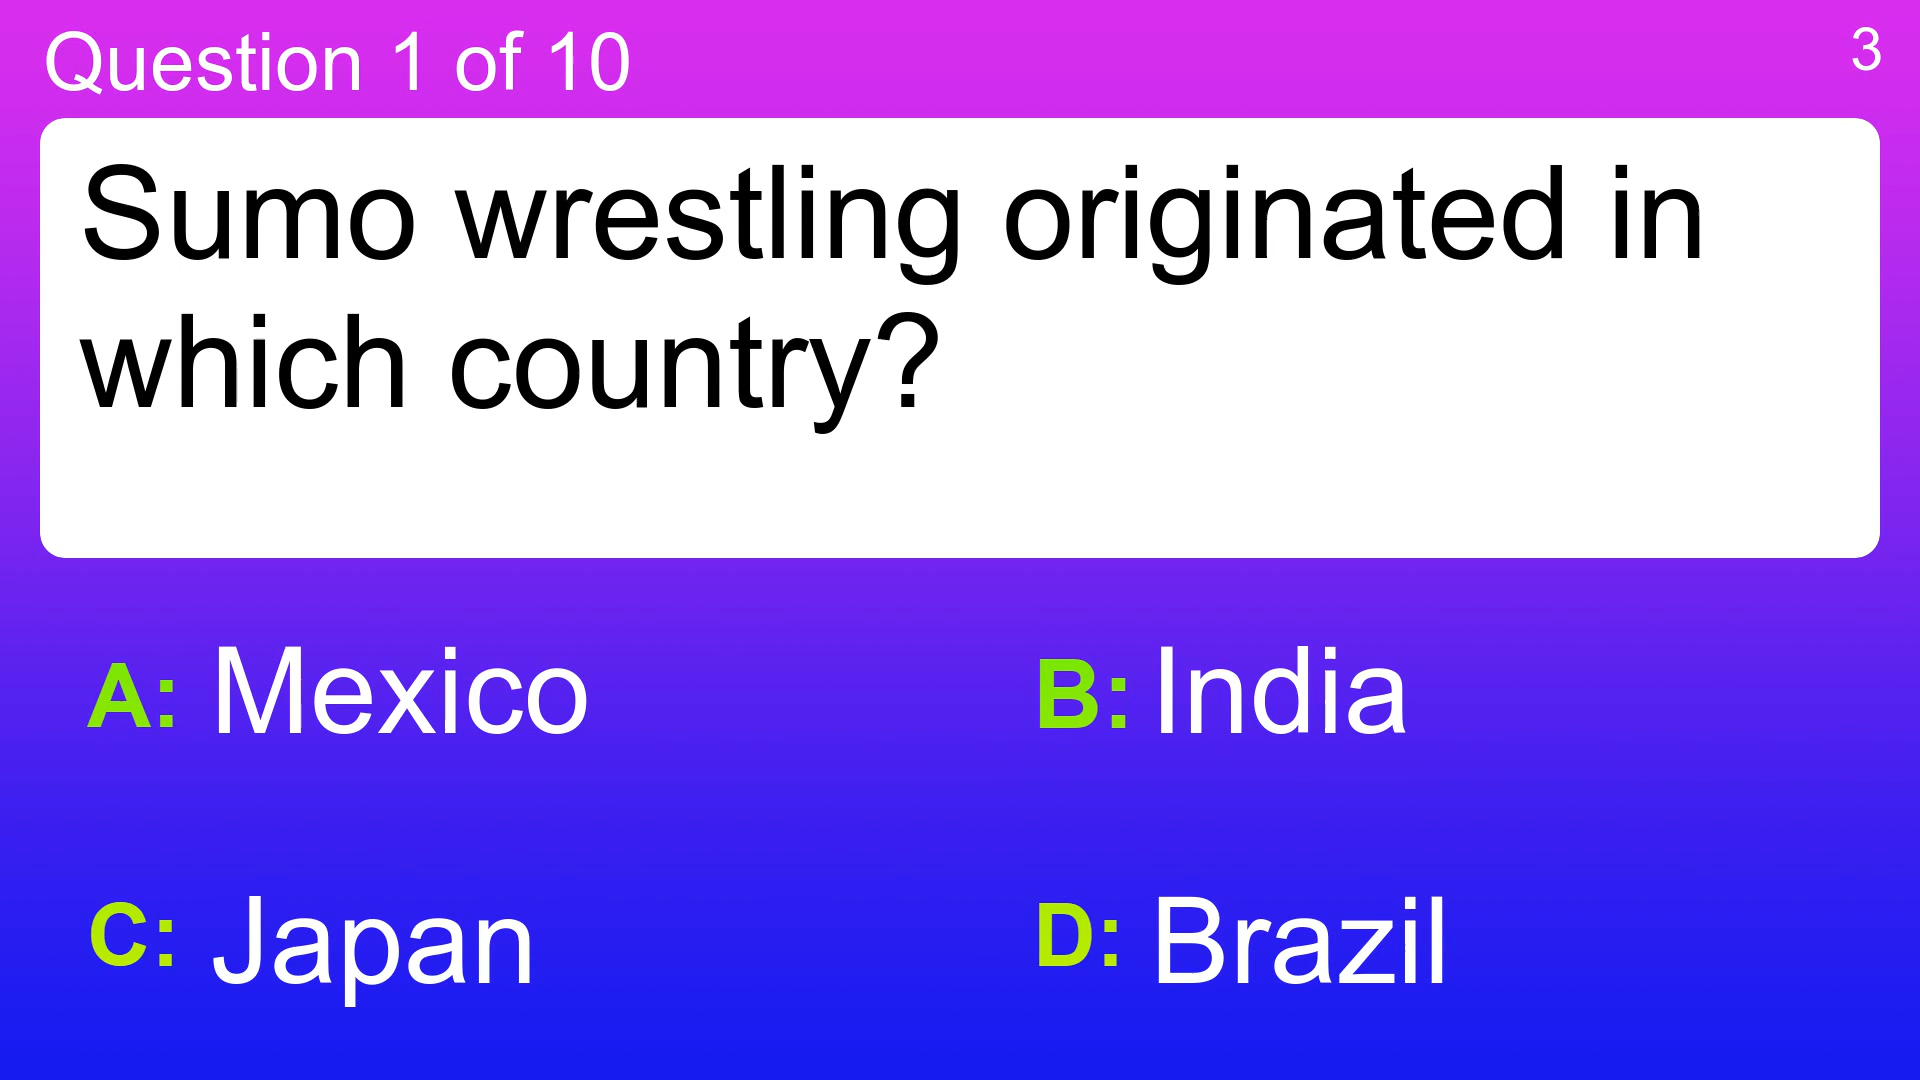 Question 1 of 10
3
Sumo wrestling originated in
which country?
A: Mexico
B: India
C: Japan
D: Brazil